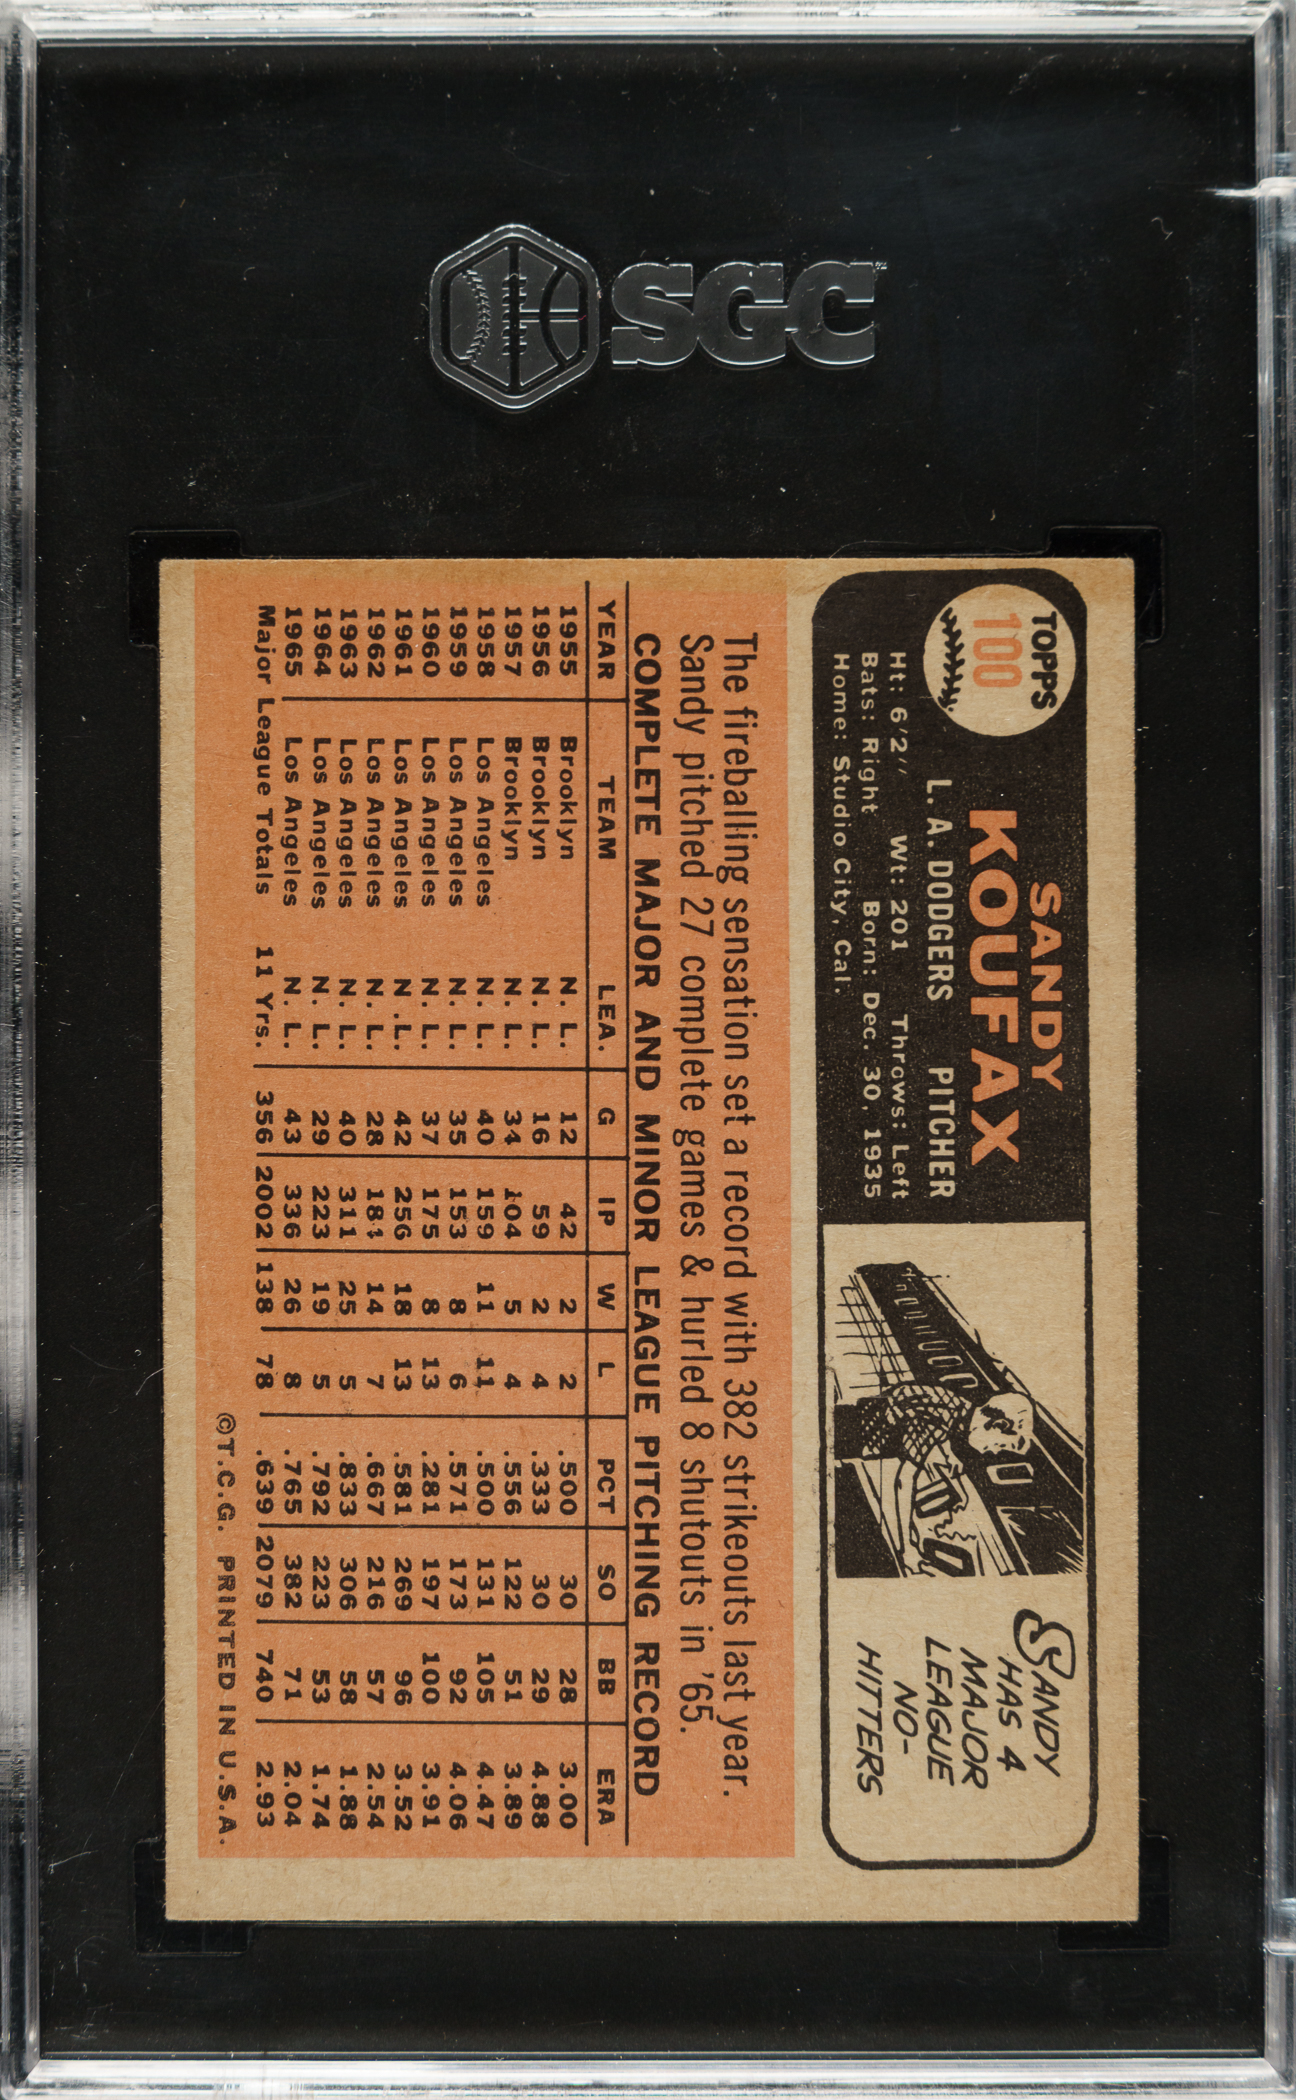 SGC
TOPPS
100
SANDY
KOUFAX
L. A. DODGERS PITCHER
Ht: 6'2" Wt: 201 Throws: Left
Bats: Right Born: Dec. 30, 1935
Home: Studio City, Cal.
SANDY
HAS 4
MAJOR
LEAGUE
NO-
HITTERS
The fireballing sensation set a record with 382 strikeouts last year.
Sandy pitched 27 complete games & hurled 8 shutouts in '65.
COMPLETE MAJOR AND MINOR LEAGUE PITCHING RECORD
YEAR TEAM LEA. G IP W L PCT SO BB ERA
1955 Brooklyn N. L. 12 42 2 2 .500 30 28 3.00
1956 Brooklyn N. L. 16 59 2 4 .333 30 29 4.88
1957 Brooklyn N. L. 34 104 5 4 .556 122 51 3.89
1958 Los Angeles N. L. 40 159 11 11 .500 131 105 4.47
1959 Los Angeles N. L. 35 153 8 6 .571 173 92 4.06
1960 Los Angeles N. L. 37 175 8 13 .281 197 100 3.91
1961 Los Angeles N .L. 42 256 18 13 .581 269 96 3.52
1962 Los Angeles N. L. 28 184 14 7 .667 216 57 2.54
1963 Los Angeles N. L. 40 311 25 5 .833 306 58 1.88
1964 Los Angeles N. L. 29 223 19 5 .792 223 53 1.74
1965 Los Angeles N. L. 43 336 26 8 .765 382 71 2.04
Major League Totals 11 Yrs. 356 2002 138 78 .639 2079 740 2.93
©T.C.G. PRINTED IN U.S.A.